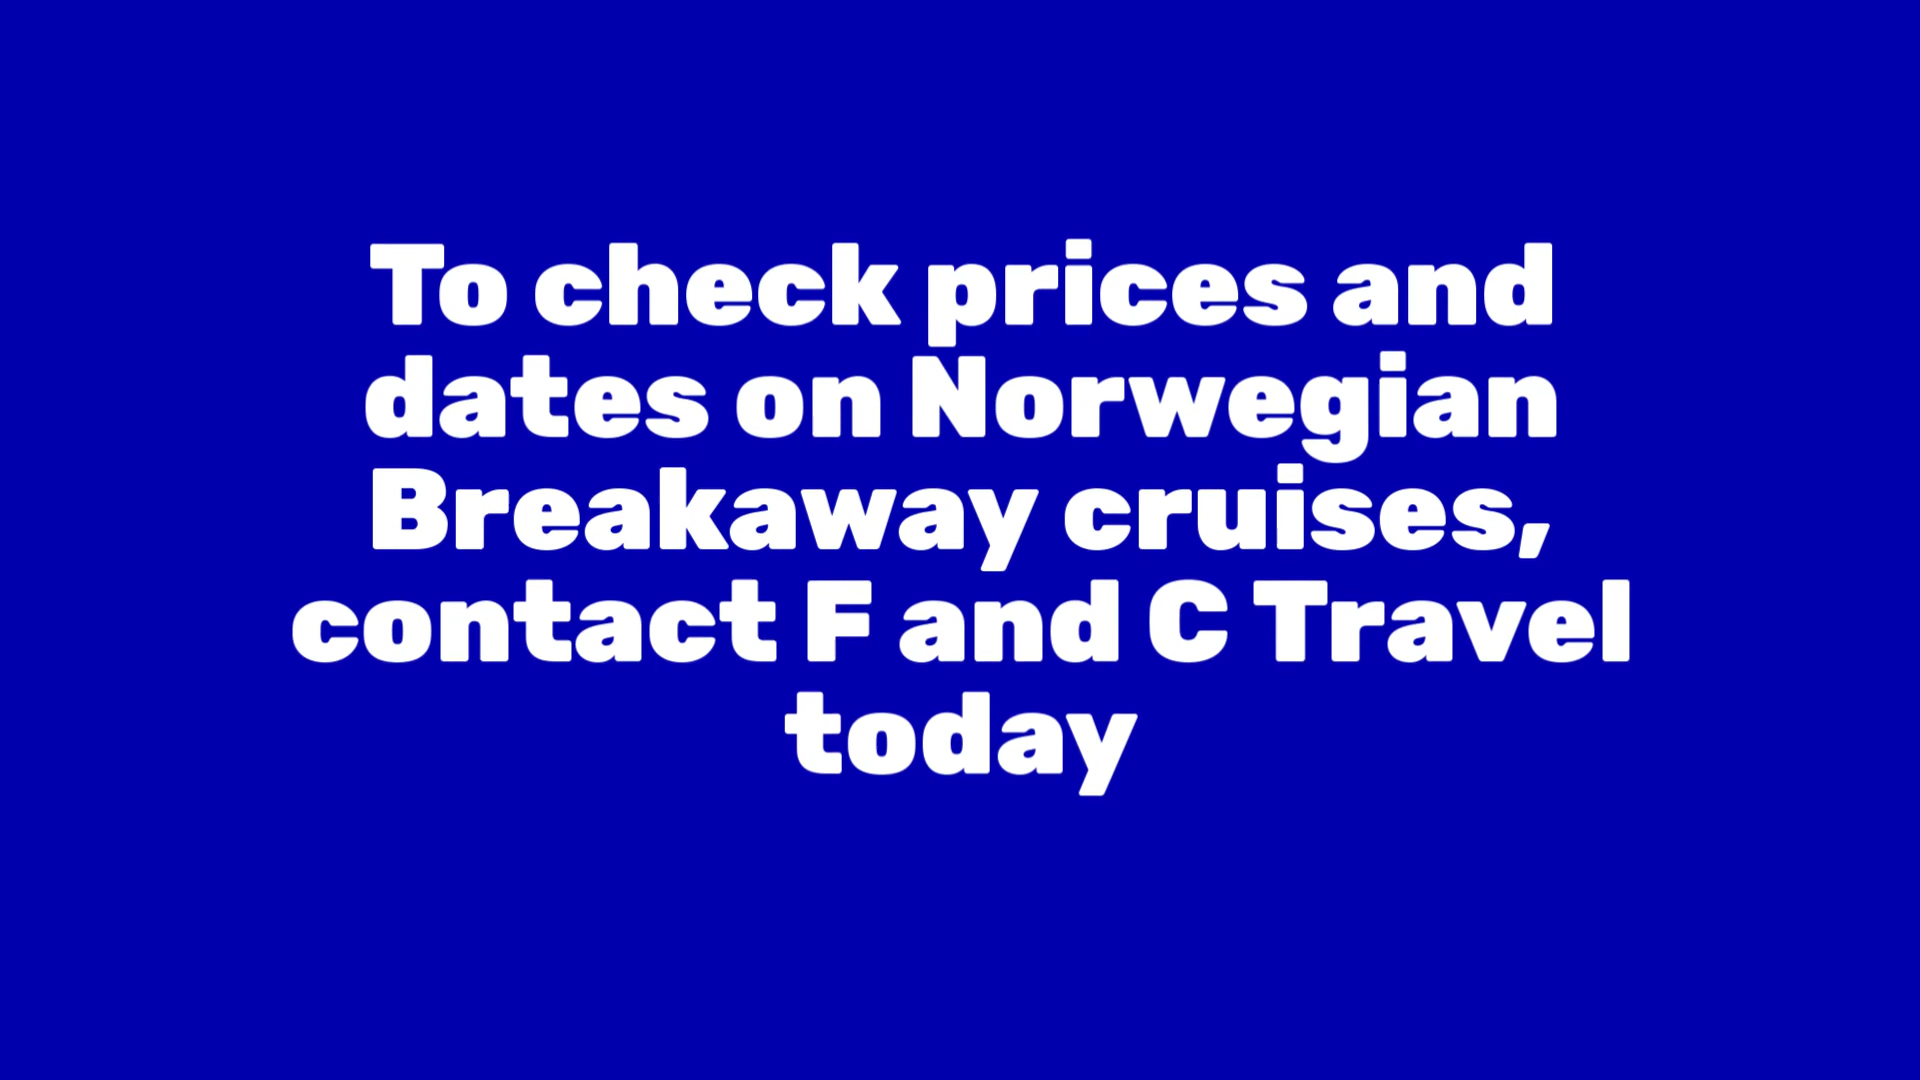 To check prices and
dates on Norwegian
Breakaway cruises,
contact F and C Travel
today